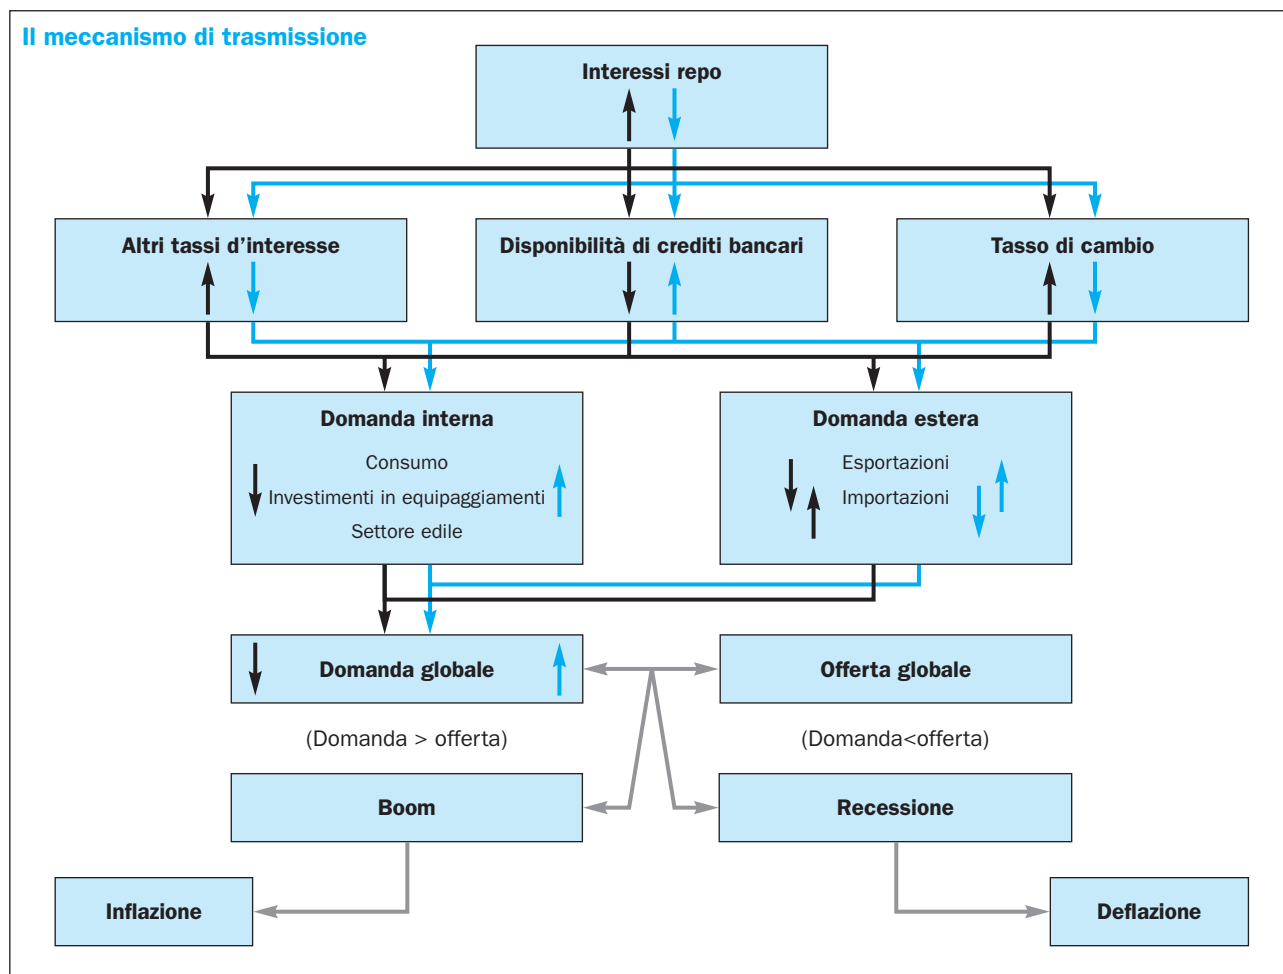 Il meccanismo di trasmissione
Interessi repo
Altri tassi d’interesse
Disponibilità di crediti bancari
Tasso di cambio
Domanda interna
Consumo
Investimenti in equipaggiamenti
Settore edile
Domanda estera
Esportazioni
Importazioni
Domanda globale
Offerta globale
(Domanda > offerta)
(Domanda<offerta)
Boom
Recessione
Inflazione
Deflazione